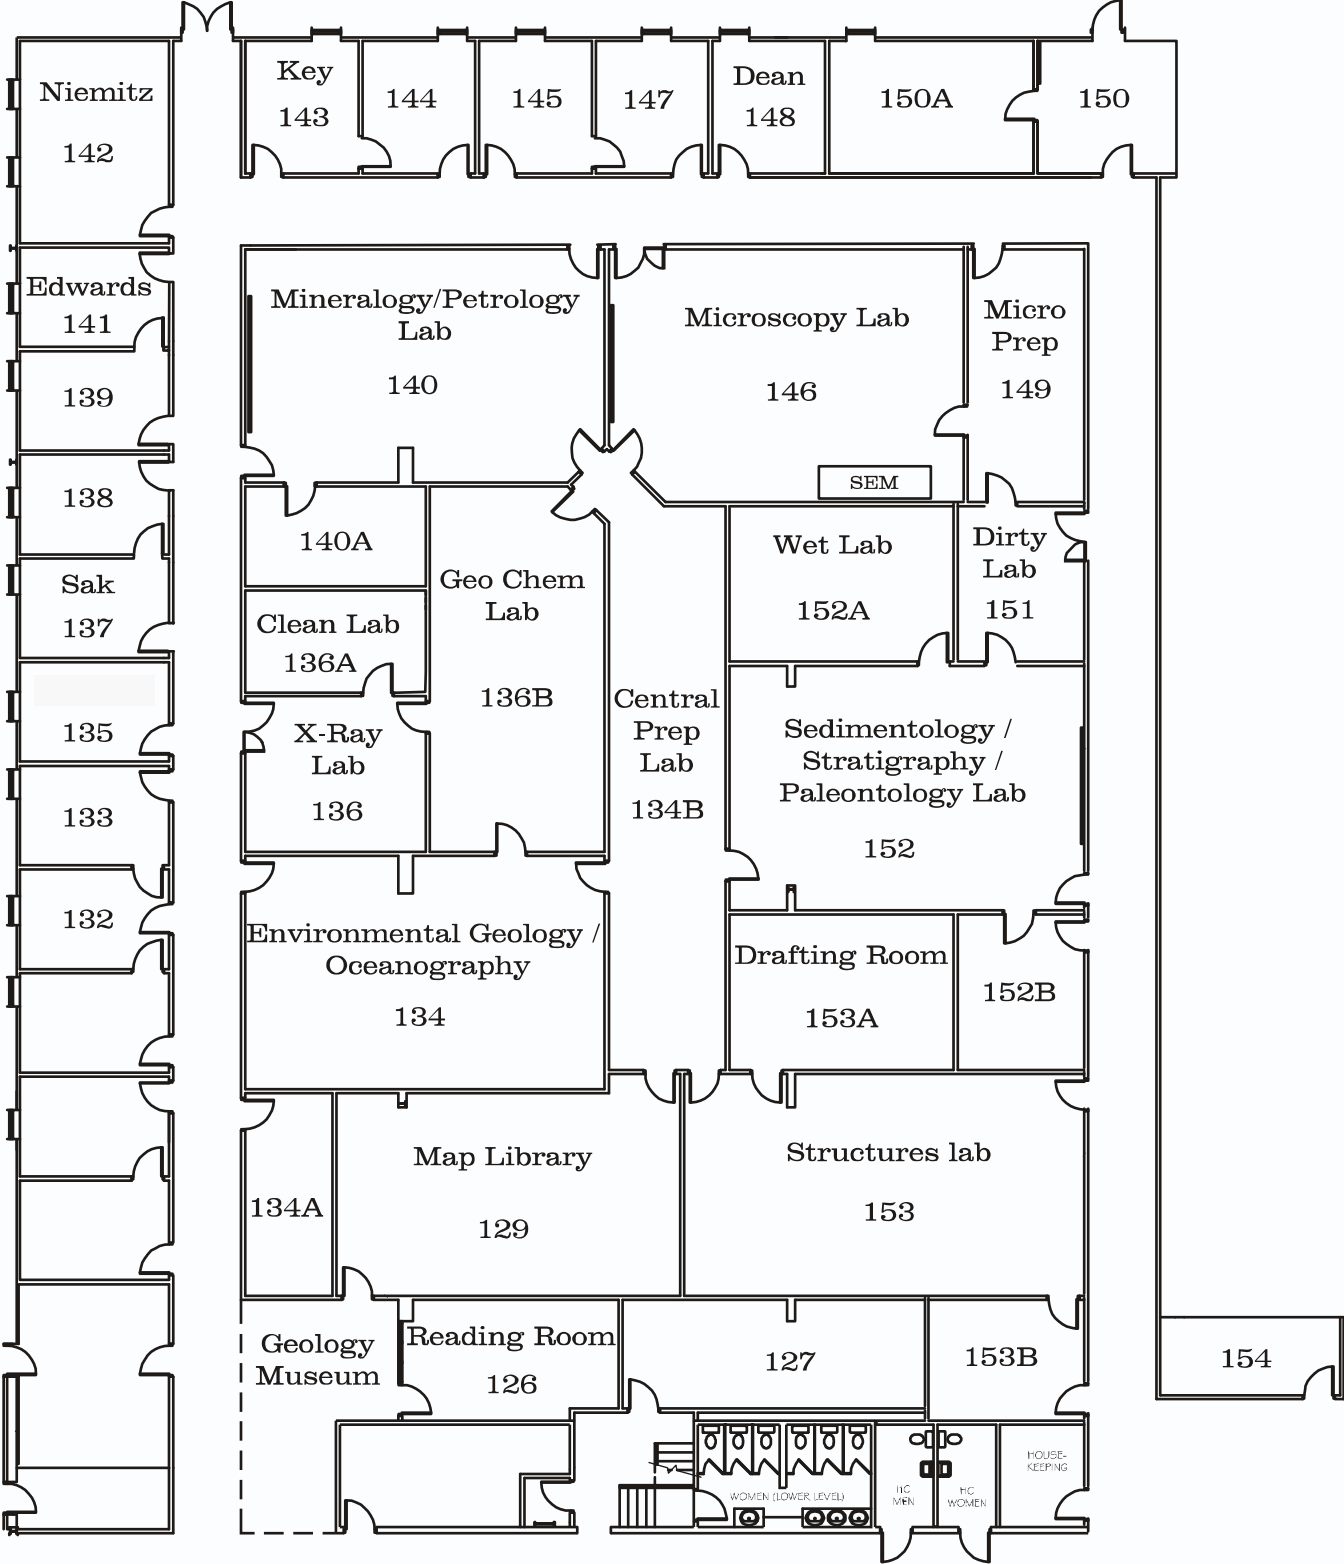 Niemitz
142
Key
143
144
145
147
Dean
148
150A
150
Edwards
141
139
138
Sak
137
135
133
132
Mineralogy/Petrology
Lab
140
Microscopy Lab
146
SEM
Micro
Prep
149
140A
Clean Lab
136A
Geo Chem
Lab
136B
X-Ray
Lab
136
Central
Prep
Lab
134B
Wet Lab
152A
Dirty
Lab
151
Sedimentology /
Stratigraphy /
Paleontology Lab
152
Environmental Geology /
Oceanography
134
Drafting Room
153A
152B
134A
Map Library
129
Structures lab
153
Geology
Museum
Reading Room
126
127
153B
154
WOMEN (LOWER LEVEL)
HC
MEN
HC
WOMEN
HOUSE-
KEEPING